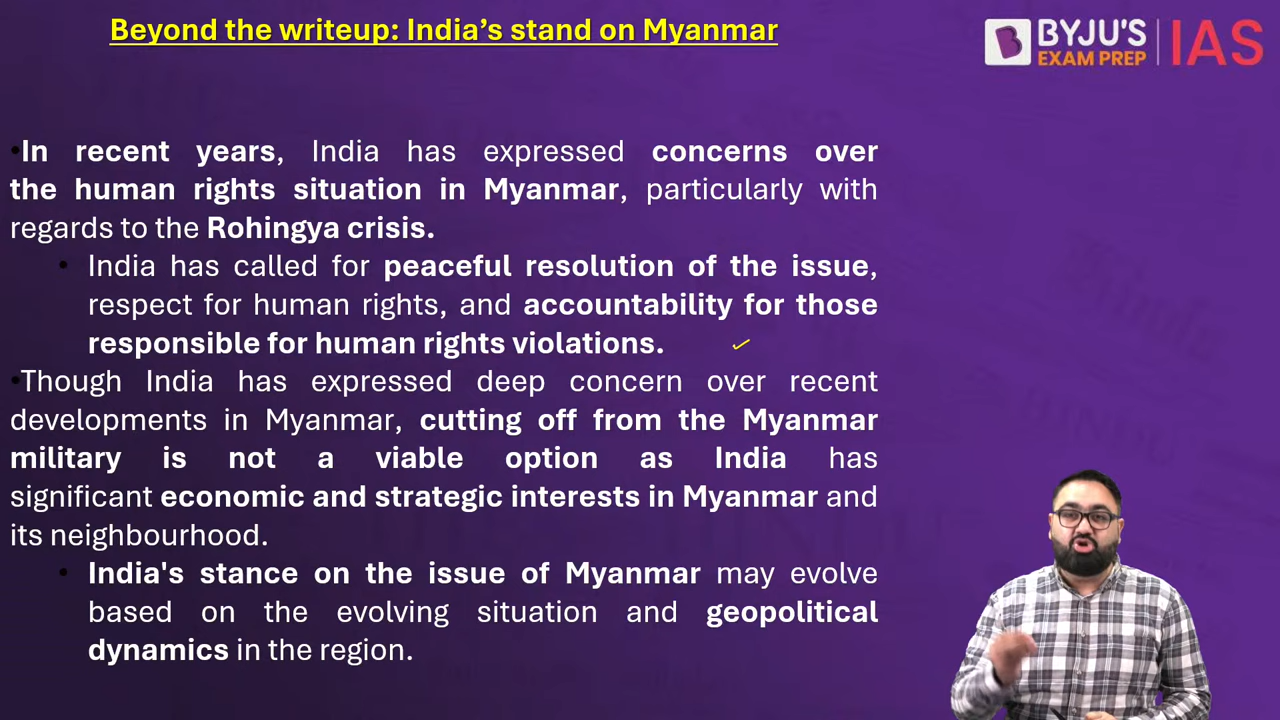 Beyond the writeup: India’s stand on Myanmar
BYJU'S
EXAM PREP
IAS
•In recent years, India has expressed concerns over
the human rights situation in Myanmar, particularly with
regards to the Rohingya crisis.
• India has called for peaceful resolution of the issue,
respect for human rights, and accountability for those
responsible for human rights violations.
•Though India has expressed deep concern over recent
developments in Myanmar, cutting off from the Myanmar
military is not a viable option as India has
significant economic and strategic interests in Myanmar and
its neighbourhood.
• India's stance on the issue of Myanmar may evolve
based on the evolving situation and geopolitical
dynamics in the region.